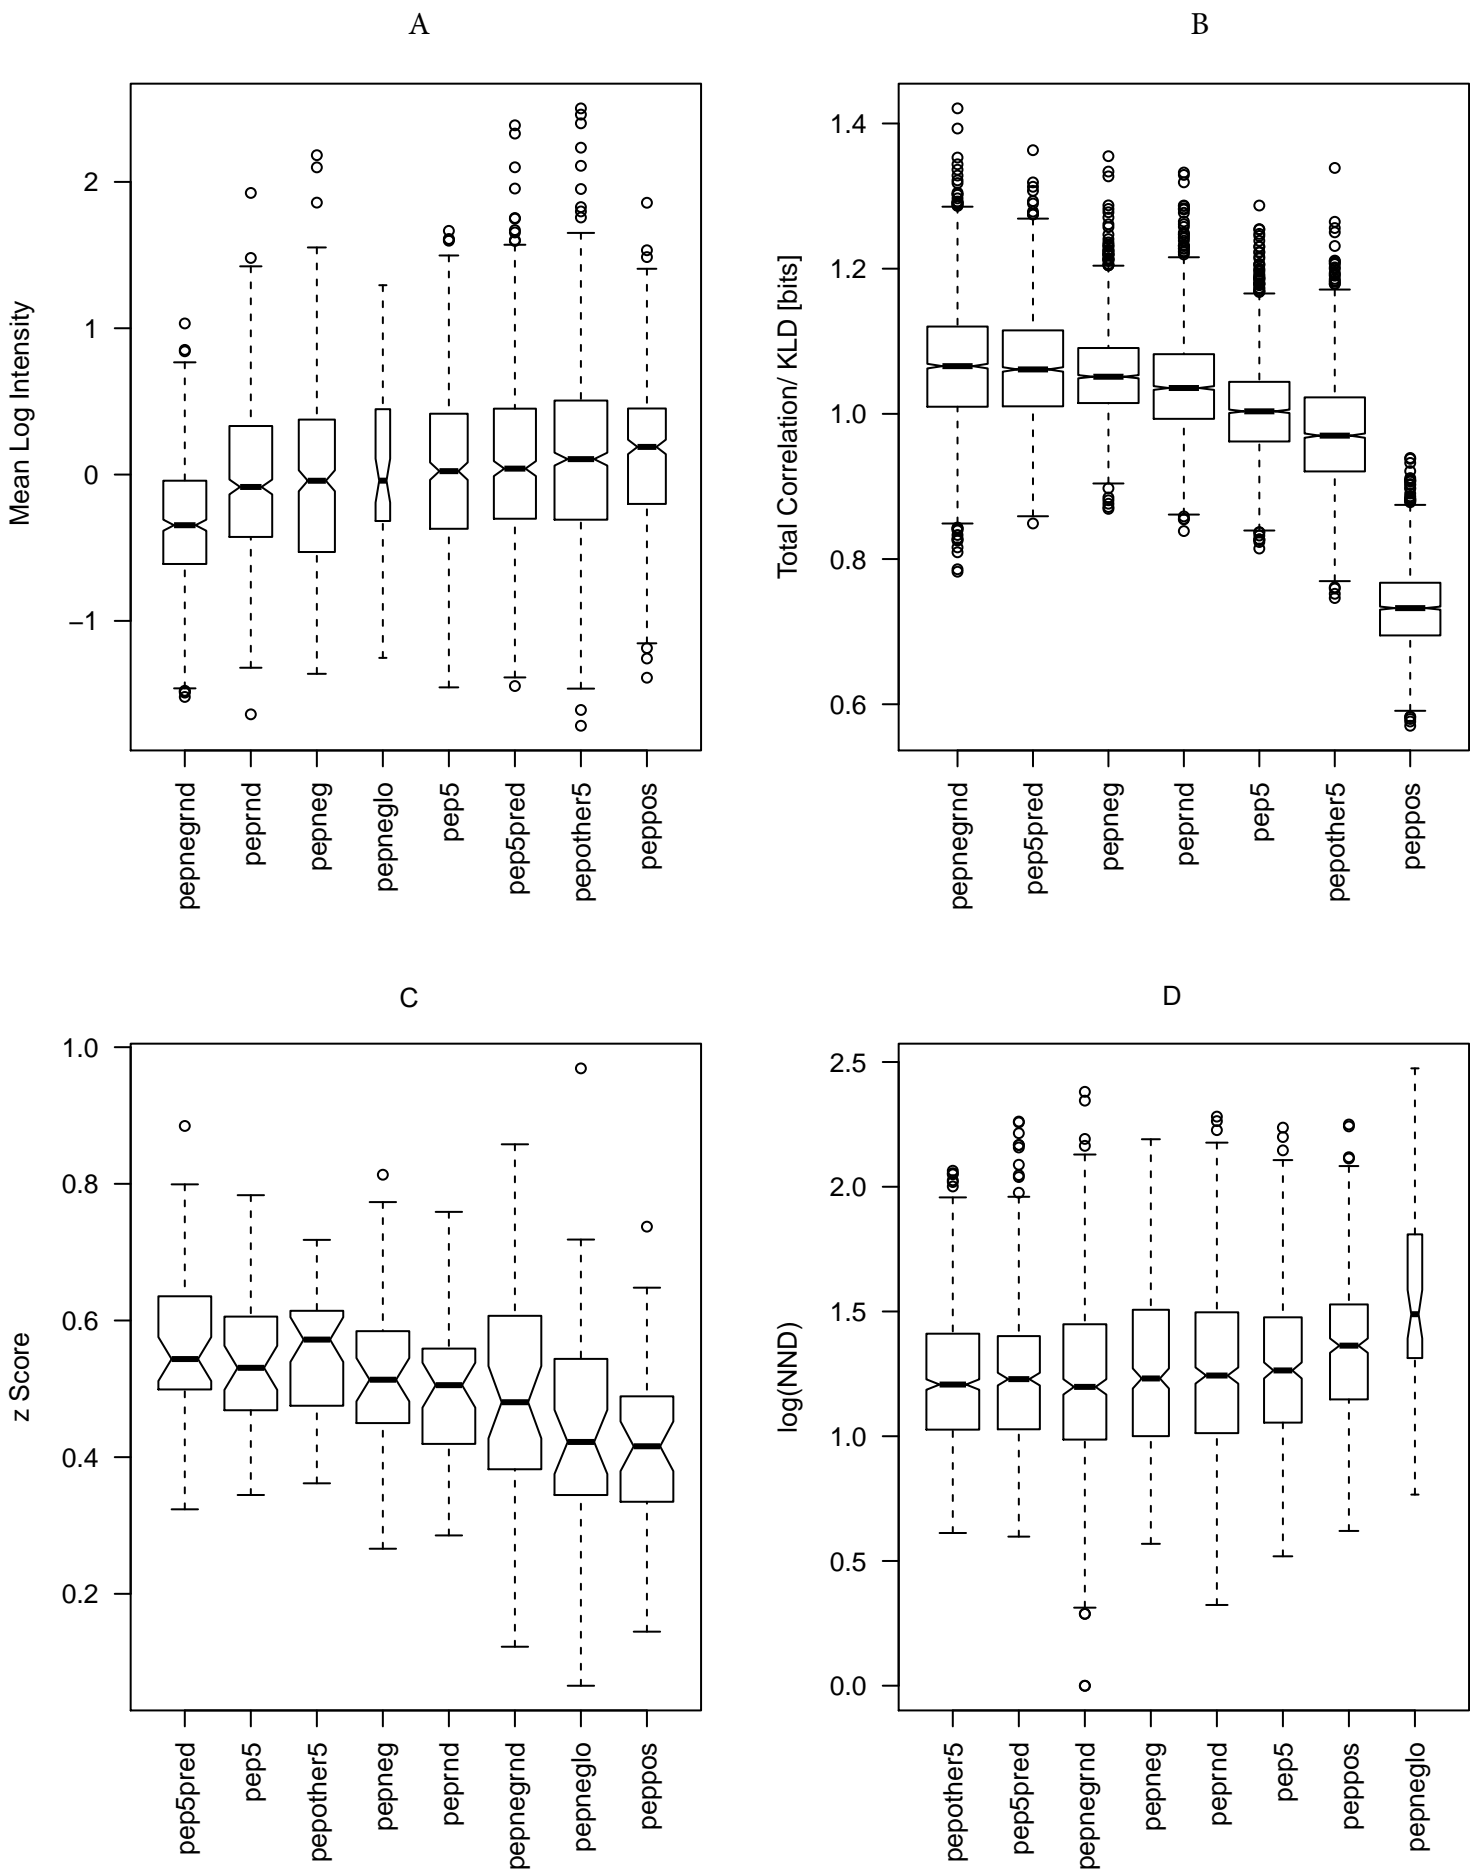 A
Mean Log Intensity
2
1
0
−1
pepnegrnd
peprnd
pepneg
pepneglo
pep5
pep5pred
pepother5
peppos
B
Total Correlation/ KLD [bits]
1.4
1.2
1.0
0.8
0.6
pepnegrnd
pep5pred
pepneg
peprnd
pep5
pepother5
peppos
C
z Score
1.0
0.8
0.6
0.4
0.2
pep5pred
pep5
pepother5
pepneg
peprnd
pepnegrnd
pepneglo
peppos
D
log(NND)
2.5
2.0
1.5
1.0
0.5
0.0
pepother5
pep5pred
pepnegrnd
pepneg
peprnd
pep5
peppos
pepneglo